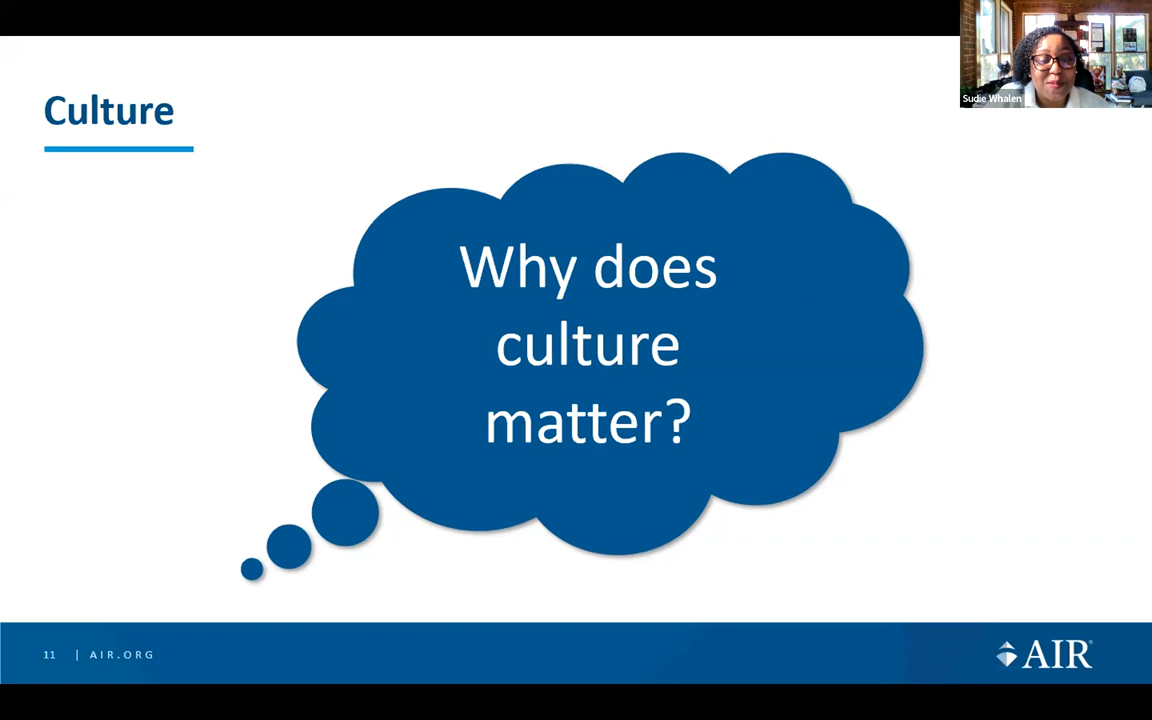 Culture
Sudie Whalen
Why does
culture
matter?
11 | AIR.ORG
AIR®